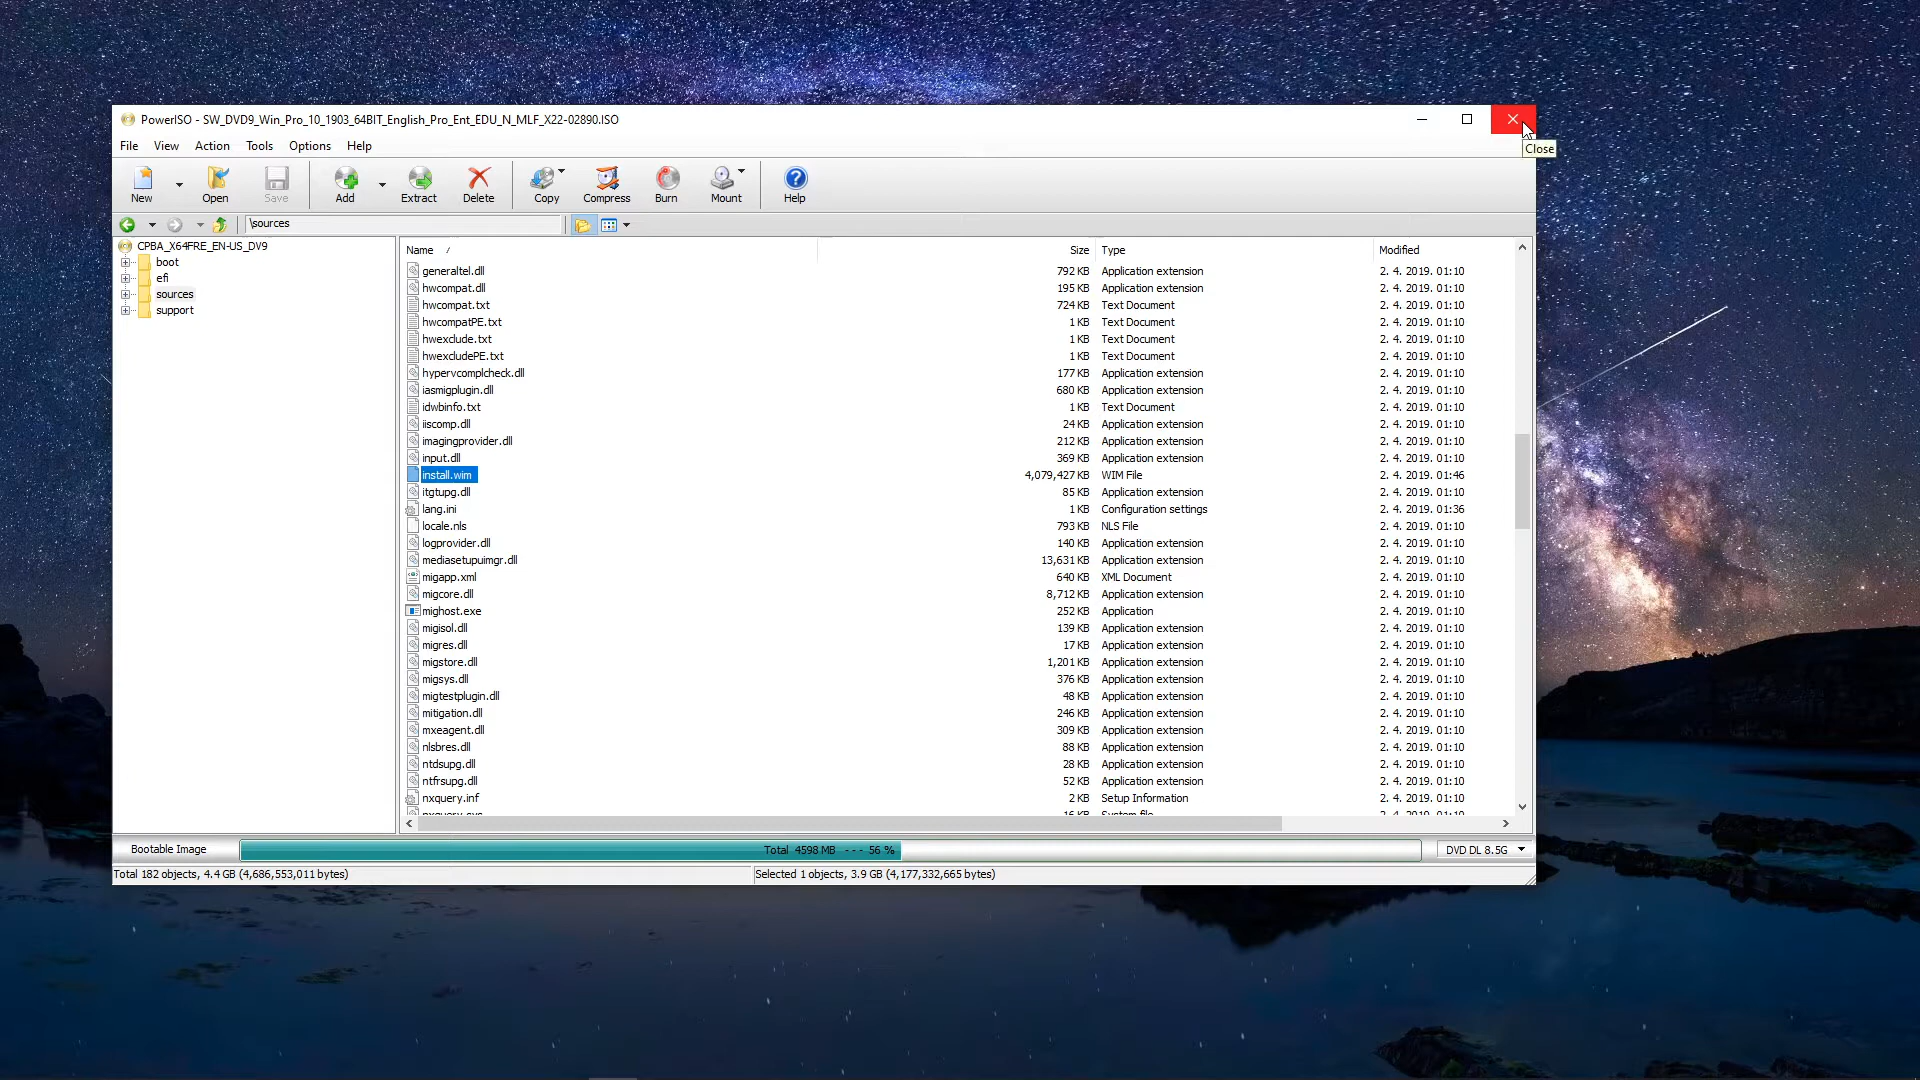 PowerISO - SW_DVD9_Win_Pro_10_1903_64BIT_English_Pro_Ent_EDU_N_MLF_X22-02890.ISO
Close
File View Action Tools Options Help
New Open Save Add Extract Delete Copy Compress Burn Mount Help
\sources
CPBA_X64FRE_EN-US_DV9
boot
efi
sources
support
Name Size Type Modified
generaltel.dll 792 KB Application extension 2. 4. 2019. 01:10
hwcompat.dll 195 KB Application extension 2. 4. 2019. 01:10
hwcompat.txt 724 KB Text Document 2. 4. 2019. 01:10
hwcompatPE.txt 1 KB Text Document 2. 4. 2019. 01:10
hwexclude.txt 1 KB Text Document 2. 4. 2019. 01:10
hwexcludePE.txt 1 KB Text Document 2. 4. 2019. 01:10
hypervcomplcheck.dll 177 KB Application extension 2. 4. 2019. 01:10
iasmigplugin.dll 680 KB Application extension 2. 4. 2019. 01:10
idwbinfo.txt 1 KB Text Document 2. 4. 2019. 01:10
iiscomp.dll 24 KB Application extension 2. 4. 2019. 01:10
imagingprovider.dll 212 KB Application extension 2. 4. 2019. 01:10
input.dll 369 KB Application extension 2. 4. 2019. 01:10
install.wim 4,079,427 KB WIM File 2. 4. 2019. 01:46
itgtupg.dll 85 KB Application extension 2. 4. 2019. 01:10
lang.ini 1 KB Configuration settings 2. 4. 2019. 01:36
locale.nls 793 KB NLS File 2. 4. 2019. 01:10
logprovider.dll 140 KB Application extension 2. 4. 2019. 01:10
mediasetupuimgr.dll 13,631 KB Application extension 2. 4. 2019. 01:10
migapp.xml 640 KB XML Document 2. 4. 2019. 01:10
migcore.dll 8,712 KB Application extension 2. 4. 2019. 01:10
mighost.exe 252 KB Application 2. 4. 2019. 01:10
migisol.dll 139 KB Application extension 2. 4. 2019. 01:10
migres.dll 17 KB Application extension 2. 4. 2019. 01:10
migstore.dll 1,201 KB Application extension 2. 4. 2019. 01:10
migsys.dll 376 KB Application extension 2. 4. 2019. 01:10
migtestplugin.dll 48 KB Application extension 2. 4. 2019. 01:10
mitigation.dll 246 KB Application extension 2. 4. 2019. 01:10
mxeagent.dll 309 KB Application extension 2. 4. 2019. 01:10
nlsbres.dll 88 KB Application extension 2. 4. 2019. 01:10
ntdsupg.dll 28 KB Application extension 2. 4. 2019. 01:10
ntfrsupg.dll 52 KB Application extension 2. 4. 2019. 01:10
nxquery.inf 2 KB Setup Information 2. 4. 2019. 01:10
Bootable Image Total 4598 MB --- 56 % DVD DL 8.5G
Total 182 objects, 4.4 GB (4,686,553,011 bytes) Selected 1 objects, 3.9 GB (4,177,332,665 bytes)